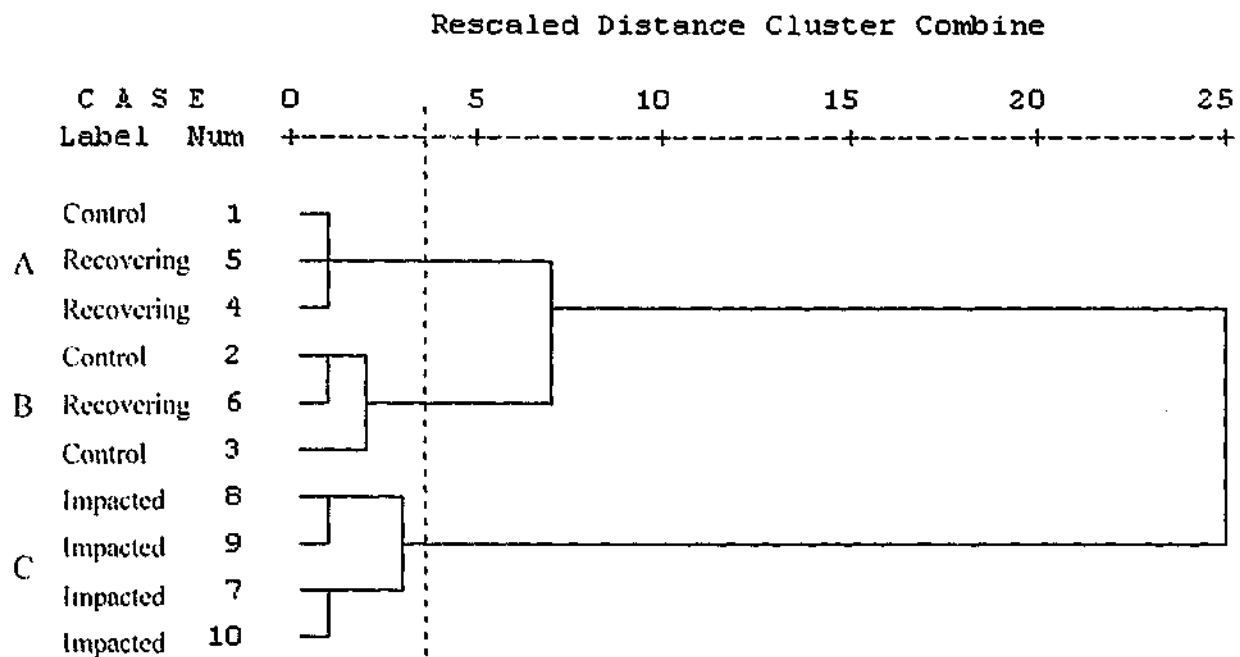 Rescaled Distance Cluster Combine
C A S E 0 5 10 15 20 25
Label Num
Control 1
A Recovering 5
Recovering 4
Control 2
B Recovering 6
Control 3
Impacted 8
Impacted 9
C
Impacted 7
Impacted 10